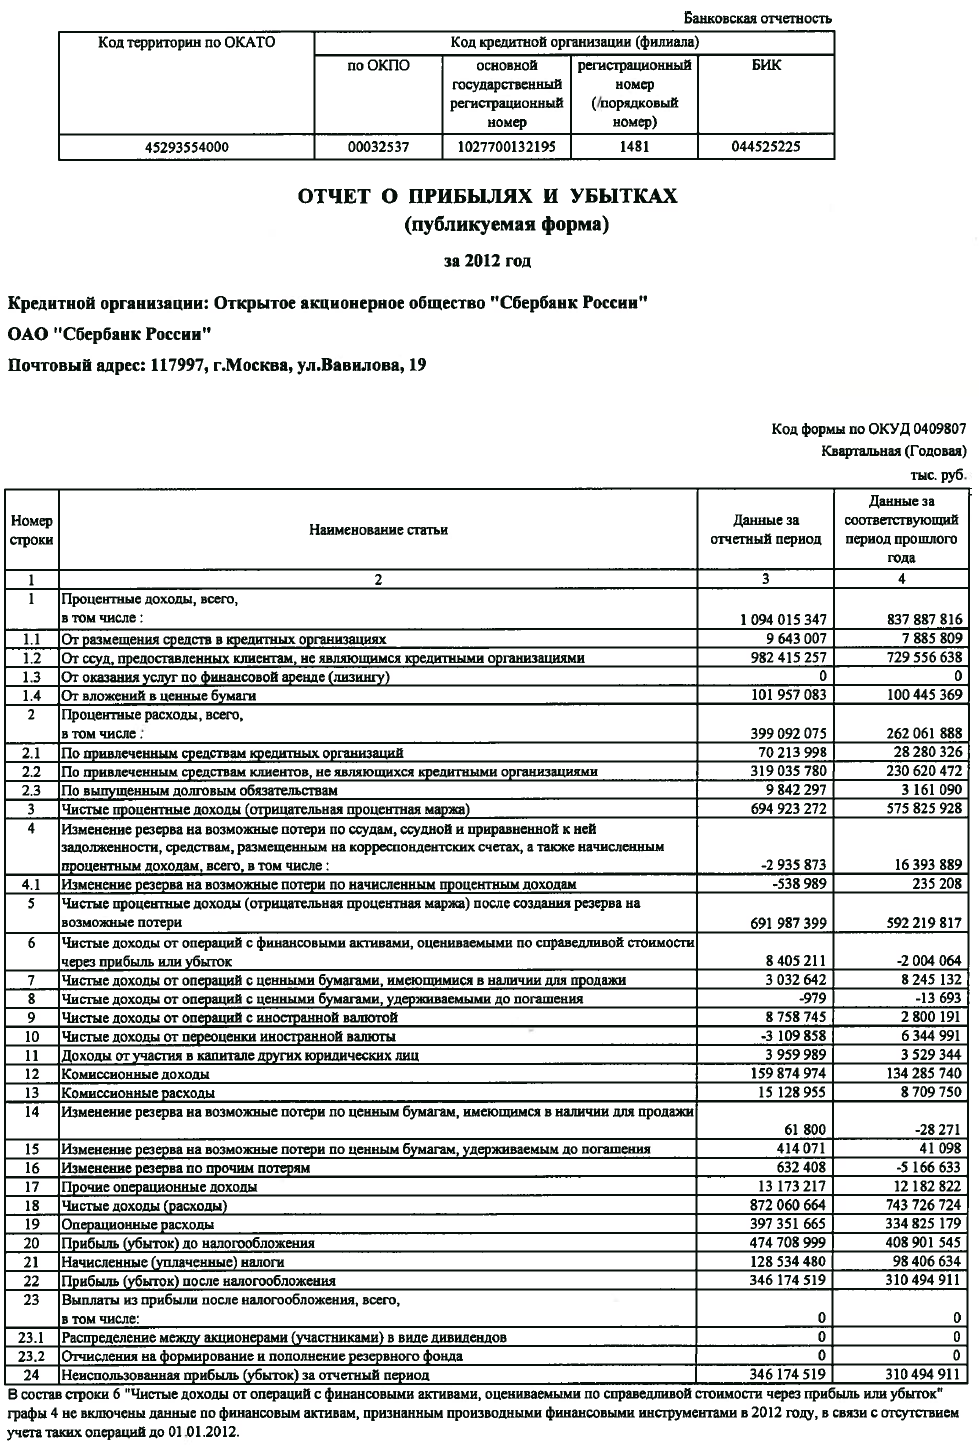 Банковская отчетность
Код территории по ОКАТО
Код кредитной организации (филиала)
по ОКПО
основной
государственный
регистрационный
номер
регистрационный
номер
(/порядковый
номер)
БИК
45293554000 00032537 1027700132195 1481 044525225
ОТЧЕТ О ПРИБЫЛЯХ И УБЫТКАХ
(публикуемая форма)
за 2012 год
Кредитной организации: Открытое акционерное общество "Сбербанк России"
ОАО "Сбербанк России"
Почтовый адрес: 117997, г.Москва, ул.Вавилова, 19
Код формы по ОКУД 0409807
Квартальная (Годовая)
тыс. руб.
Номер
строки
Наименование статьи
Данные за
отчетный период
Данные за
соответствующий
период прошлого
года
1 2 3 4
1 Процентные доходы, всего,
в том числе : 1 094 015 347 837 887 816
1.1 От размещения средств в кредитных организациях 9 643 007 7 885 809
1.2 От ссуд, предоставленных клиентам, не являющимся кредитными организациями 982 415 257 729 556 638
1.3 От оказания услуг по финансовой аренде (лизингу) 0 0
1.4 От вложений в ценные бумаги 101 957 083 100 445 369
2 Процентные расходы, всего,
в том числе : 399 092 075 262 061 888
2.1 По привлеченным средствам кредитных организаций 70 213 998 28 280 326
2.2 По привлеченным средствам клиентов, не являющихся кредитными организациями 319 035 780 230 620 472
2.3 По выпущенным долговым обязательствам 9 842 297 3 161 090
3 Чистые процентные доходы (отрицательная процентная маржа) 694 923 272 575 825 928
4 Изменение резерва на возможные потери по ссудам, ссудной и приравненной к ней
задолженности, средствам, размещенным на корреспондентских счетах, а также начисленным
процентным доходам, всего, в том числе : -2 935 873 16 393 889
4.1 Изменение резерва на возможные потери по начисленным процентным доходам -538 989 235 208
5 Чистые процентные доходы (отрицательная процентная маржа) после создания резерва на
возможные потери 691 987 399 592 219 817
6 Чистые доходы от операций с финансовыми активами, оцениваемыми по справедливой стоимости
через прибыль или убыток 8 405 211 -2 004 064
7 Чистые доходы от операций с ценными бумагами, имеющимися в наличии для продажи 3 032 642 8 245 132
8 Чистые доходы от операций с ценными бумагами, удерживаемыми до погашения -979 -13 693
9 Чистые доходы от операций с иностранной валютой 8 758 745 2 800 191
10 Чистые доходы от переоценки иностранной валюты -3 109 858 6 344 991
11 Доходы от участия в капитале других юридических лиц 3 959 989 3 529 344
12 Комиссионные доходы 159 874 974 134 285 740
13 Комиссионные расходы 15 128 955 8 709 750
14 Изменение резерва на возможные потери по ценным бумагам, имеющимся в наличии для продажи
61 800 -28 271
15 Изменение резерва на возможные потери по ценным бумагам, удерживаемым до погашения 414 071 41 098
16 Изменение резерва по прочим потерям 632 408 -5 166 633
17 Прочие операционные доходы 13 173 217 12 182 822
18 Чистые доходы (расходы) 872 060 664 743 726 724
19 Операционные расходы 397 351 665 334 825 179
20 Прибыль (убыток) до налогообложения 474 708 999 408 901 545
21 Начисленные (уплаченные) налоги 128 534 480 98 406 634
22 Прибыль (убыток) после налогообложения 346 174 519 310 494 911
23 Выплаты из прибыли после налогообложения, всего,
в том числе: 0 0
23.1 Распределение между акционерами (участниками) в виде дивидендов 0 0
23.2 Отчисления на формирование и пополнение резервного фонда 0 0
24 Неиспользованная прибыль (убыток) за отчетный период 346 174 519 310 494 911
В состав строки 6 "Чистые доходы от операций с финансовыми активами, оцениваемыми по справедливой стоимости через прибыль или убыток"
графы 4 не включены данные по финансовым активам, признанным производными финансовыми инструментами в 2012 году, в связи с отсутствием
учета таких операций до 01.01.2012.